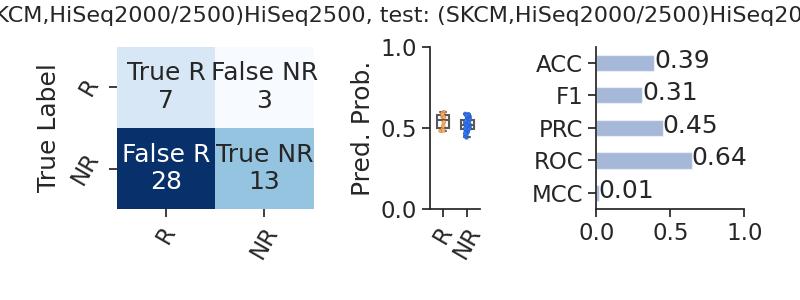 KCM,HiSeq2000/2500)HiSeq2500, test: (SKCM,HiSeq2000/2500)HiSeq20
True Label
R
NR
True R
7
False NR
3
False R
28
True NR
13
R
NR
Pred. Prob.
1.0
0.5
0.0
R
NR
ACC
F1
PRC
ROC
MCC
0.39
0.31
0.45
0.64
0.01
0.0
0.5
1.0